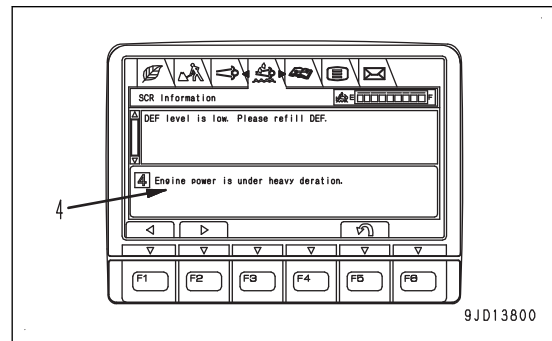 SCR Information
E F
DEF level is low. Please refill DEF.
4 Engine power is under heavy deration.
4
F1 F2 F3 F4 F5 F6
9JD13800